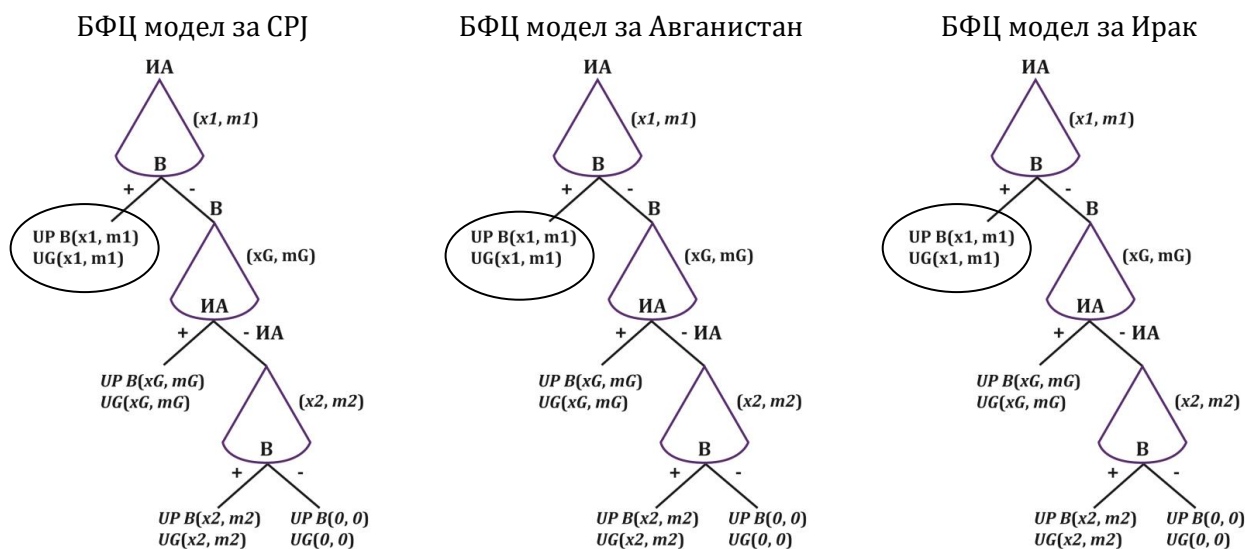 БФЦ модел за СРЈ
ИА
(x1, m1)
В
+ -
UP B(x1, m1)
UG(x1, m1)
В
(xG, mG)
ИА
+ - ИА
UP B(xG, mG)
UG(xG, mG)
(x2, m2)
В
+ -
UP B(x2, m2)
UG(x2, m2)
UP B(0, 0)
UG(0, 0)
БФЦ модел за Авганистан
ИА
(x1, m1)
В
+ -
UP B(x1, m1)
UG(x1, m1)
В
(xG, mG)
ИА
+ - ИА
UP B(xG, mG)
UG(xG, mG)
(x2, m2)
В
+ -
UP B(x2, m2)
UG(x2, m2)
UP B(0, 0)
UG(0, 0)
БФЦ модел за Ирак
ИА
(x1, m1)
В
+ -
UP B(x1, m1)
UG(x1, m1)
В
(xG, mG)
ИА
+ - ИА
UP B(xG, mG)
UG(xG, mG)
(x2, m2)
В
+ -
UP B(x2, m2)
UG(x2, m2)
UP B(0, 0)
UG(0, 0)